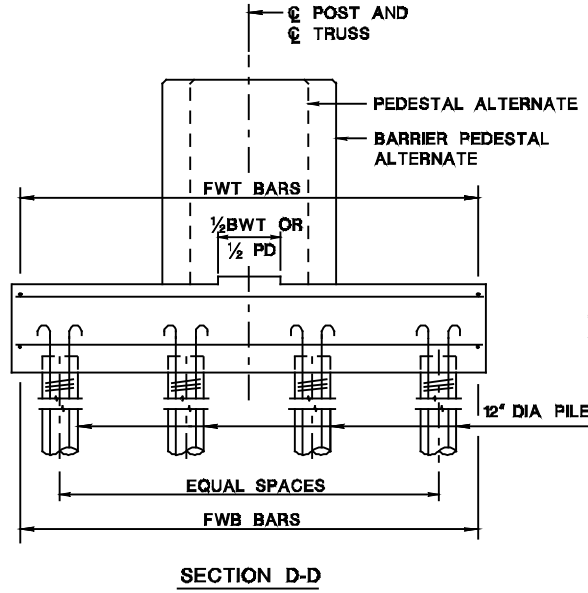 ℄ POST AND
℄ TRUSS
PEDESTAL ALTERNATE
BARRIER PEDESTAL
ALTERNATE
FWT BARS
½BWT OR
½ PD
12" DIA PILE
EQUAL SPACES
FWB BARS
SECTION D-D